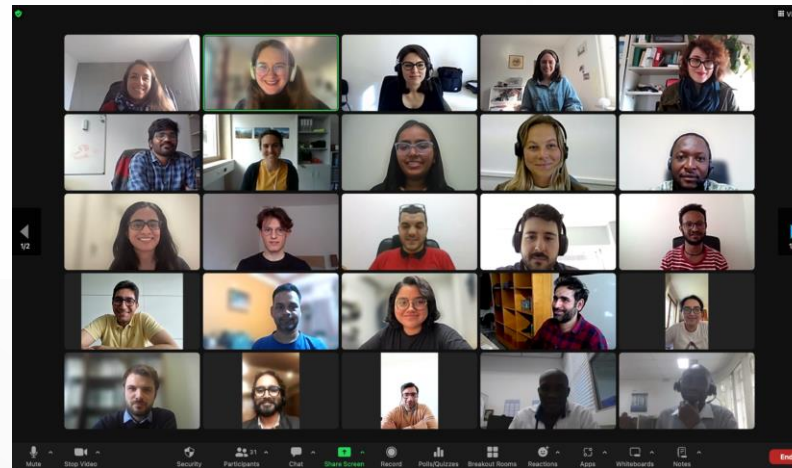 1/2
Mute
Stop Video
Security
Participants
31
Chat
Share Screen
Record
Polls/Quizzes
Breakout Rooms
Reactions
Apps
Whiteboards
Notes
End